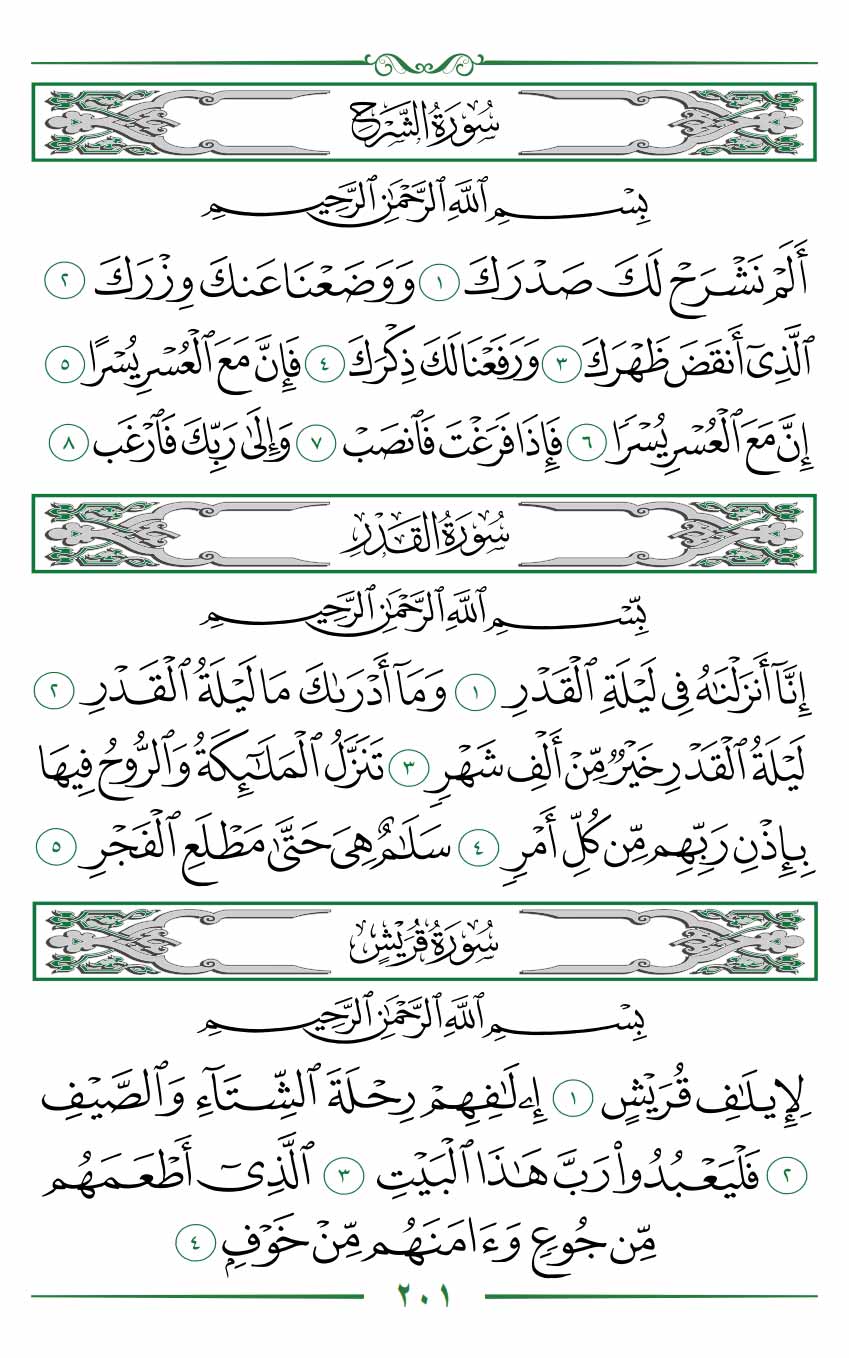 سُورَةُ الشَّرْحِ
بِسْمِ ٱللَّهِ ٱلرَّحْمَٰنِ ٱلرَّحِيمِ
أَلَمْ نَشْرَحْ لَكَ صَدْرَكَ ١ وَوَضَعْنَا عَنكَ وِزْرَكَ ٢
ٱلَّذِىٓ أَنقَضَ ظَهْرَكَ ٣ وَرَفَعْنَا لَكَ ذِكْرَكَ ٤ فَإِنَّ مَعَ ٱلْعُسْرِ يُسْرًا ٥
إِنَّ مَعَ ٱلْعُسْرِ يُسْرًا ٦ فَإِذَا فَرَغْتَ فَٱنصَبْ ٧ وَإِلَىٰ رَبِّكَ فَٱرْغَب ٨
سُورَةُ القَدْرِ
بِّسْمِ ٱللَّهِ ٱلرَّحْمَٰنِ ٱلرَّحِيمِ
إِنَّآ أَنزَلْنَٰهُ فِى لَيْلَةِ ٱلْقَدْرِ ١ وَمَآ أَدْرَىٰكَ مَا لَيْلَةُ ٱلْقَدْرِ ٢
لَيْلَةُ ٱلْقَدْرِ خَيْرٌ مِّنْ أَلْفِ شَهْرٍ ٣ تَنَزَّلُ ٱلْمَلَٰٓئِكَةُ وَٱلرُّوحُ فِيهَا
بِإِذْنِ رَبِّهِم مِّن كُلِّ أَمْرٍ ٤ سَلَٰمٌ هِىَ حَتَّىٰ مَطْلَعِ ٱلْفَجْرِ ٥
سُورَةُ قُرَيْشٍ
بِسْمِ ٱللَّهِ ٱلرَّحْمَٰنِ ٱلرَّحِيمِ
لِإِيلَٰفِ قُرَيْشٍ ١ إِۦلَٰفِهِمْ رِحْلَةَ ٱلشِّتَآءِ وَٱلصَّيْفِ
٢ فَلْيَعْبُدُوا۟ رَبَّ هَٰذَا ٱلْبَيْتِ ٣ ٱلَّذِىٓ أَطْعَمَهُم
مِّن جُوعٍ وَءَامَنَهُم مِّنْ خَوْفٍۭ ٤
٢٠١